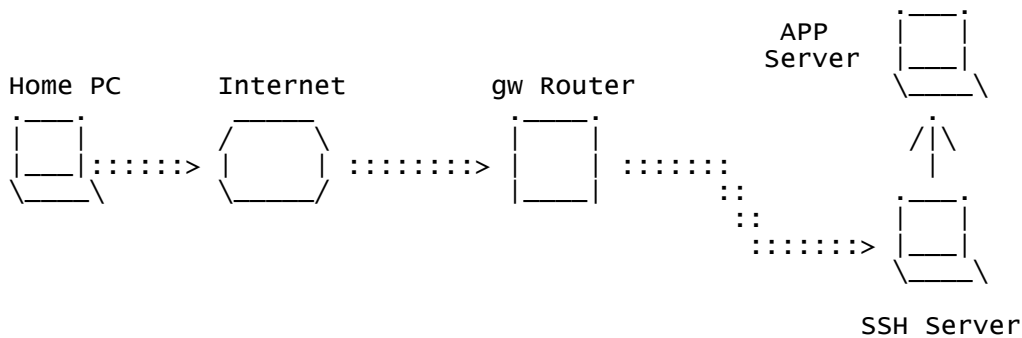 APP
Server
Home PC
Internet
gw Router
SSH Server